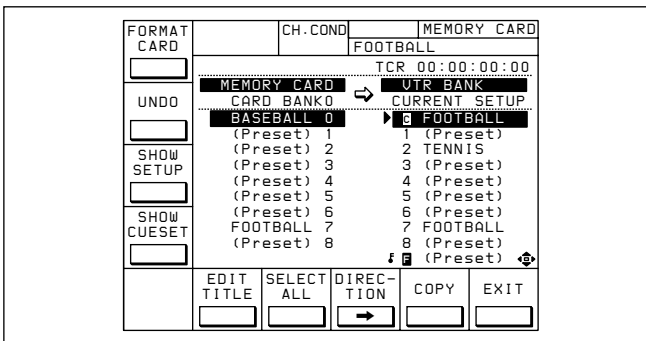 FORMAT
CARD
CH.COND
MEMORY CARD
FOOTBALL
TCR 00:00:00:00
MEMORY CARD ⇨ VTR BANK
CARD BANK0 CURRENT SETUP
UNDO
BASEBALL 0 C FOOTBALL
(Preset) 1 1 (Preset)
(Preset) 2 2 TENNIS
SHOW
SETUP
(Preset) 3 3 (Preset)
(Preset) 4 4 (Preset)
(Preset) 5 5 (Preset)
(Preset) 6 6 (Preset)
SHOW
CUESET
FOOTBALL 7 7 FOOTBALL
(Preset) 8 8 (Preset)
F (Preset)
EDIT
TITLE
SELECT
ALL
DIREC-
TION
COPY
EXIT